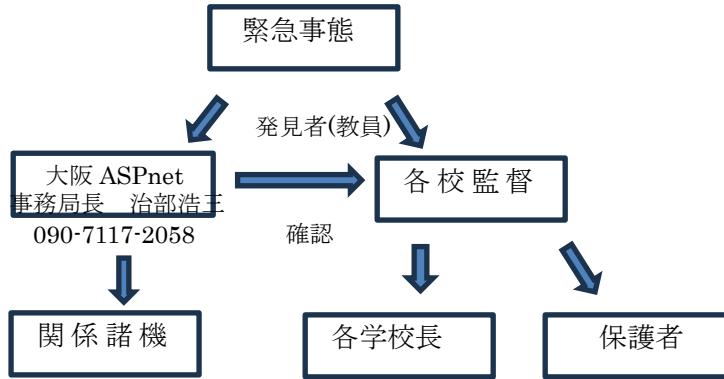 緊急事態
発見者(教員)
大阪 ASPnet
事務局長 治部浩三
090-7117-2058
各校監督
確認
関係諸機
各学校長
保護者